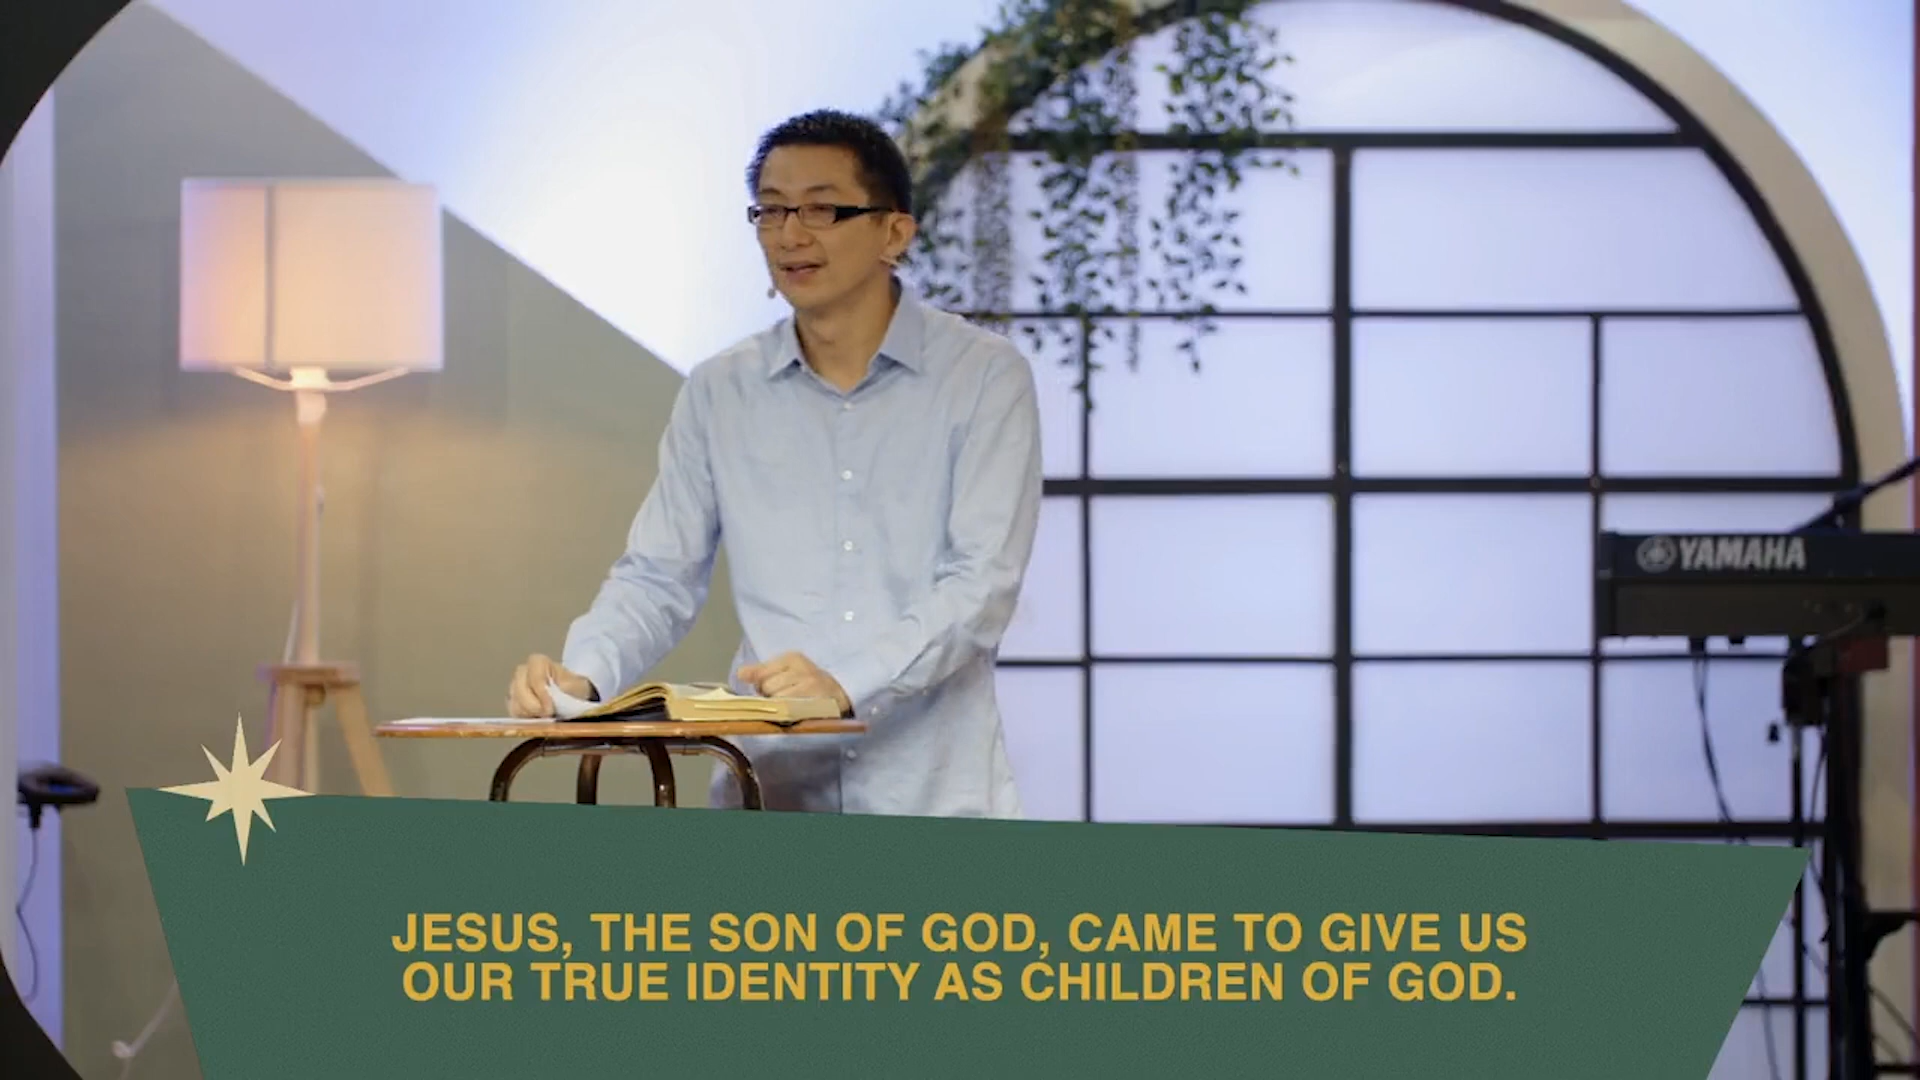 YAMAHA
JESUS, THE SON OF GOD, CAME TO GIVE US
OUR TRUE IDENTITY AS CHILDREN OF GOD.